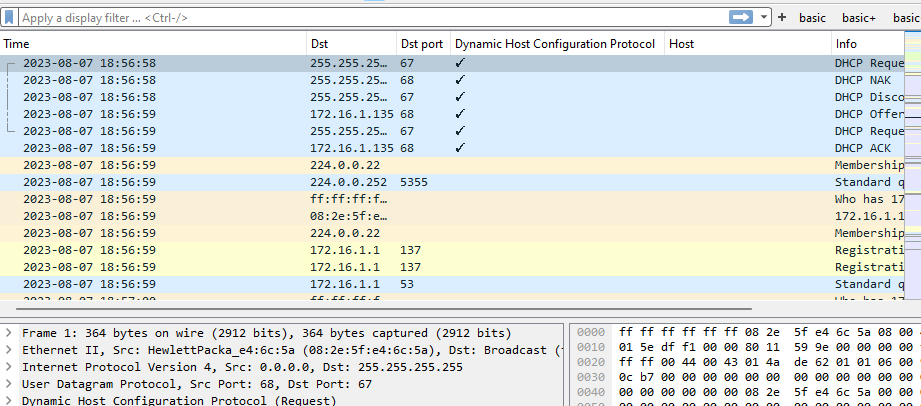 Apply a display filter ... <Ctrl-/> + basic basic+ basic
Time Dst Dst port Dynamic Host Configuration Protocol Host Info
2023-08-07 18:56:58 255.255.25… 67 ✓ DHCP Reque
2023-08-07 18:56:58 255.255.25… 68 ✓ DHCP NAK
2023-08-07 18:56:58 255.255.25… 67 ✓ DHCP Disco
2023-08-07 18:56:59 172.16.1.135 68 ✓ DHCP Offer
2023-08-07 18:56:59 255.255.25… 67 ✓ DHCP Reque
2023-08-07 18:56:59 172.16.1.135 68 ✓ DHCP ACK
2023-08-07 18:56:59 224.0.0.22 Membership
2023-08-07 18:56:59 224.0.0.252 5355 Standard q
2023-08-07 18:56:59 ff:ff:ff:f… Who has 17
2023-08-07 18:56:59 08:2e:5f:e… 172.16.1.1
2023-08-07 18:56:59 224.0.0.22 Membership
2023-08-07 18:56:59 172.16.1.1 137 Registrati
2023-08-07 18:56:59 172.16.1.1 137 Registrati
2023-08-07 18:56:59 172.16.1.1 53 Standard q
2023-08-07 18:57:00 ff:ff:ff:f Who has 17
Frame 1: 364 bytes on wire (2912 bits), 364 bytes captured (2912 bits)
Ethernet II, Src: HewlettPacka_e4:6c:5a (08:2e:5f:e4:6c:5a), Dst: Broadcast (
Internet Protocol Version 4, Src: 0.0.0.0, Dst: 255.255.255.255
User Datagram Protocol, Src Port: 68, Dst Port: 67
Dynamic Host Configuration Protocol (Request)
0000 ff ff ff ff ff ff 08 2e 5f e4 6c 5a 08 00
0010 01 5e df f1 00 00 80 11 59 9e 00 00 00 00
0020 ff ff 00 44 00 43 01 4a de 62 01 01 06 00
0030 0c b7 00 00 00 00 00 00 00 00 00 00 00 00
0040 00 00 00 00 00 00 08 2e 5f e4 6c 5a 00 00